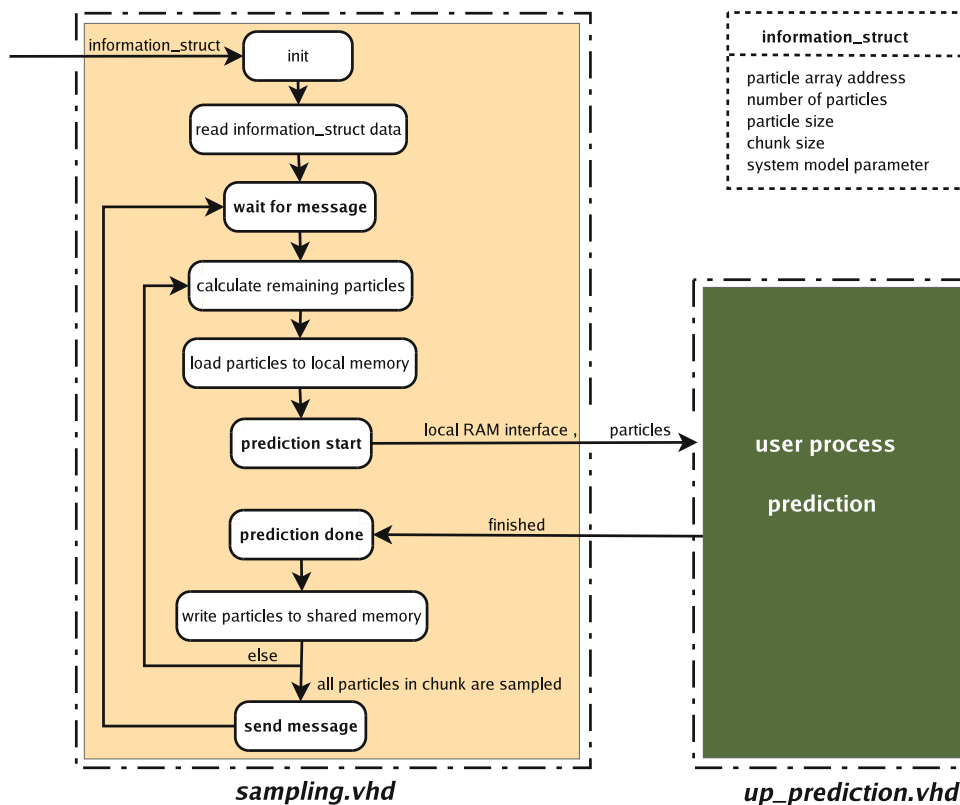 information_struct
init
read information_struct data
wait for message
calculate remaining particles
load particles to local memory
prediction start
local RAM interface , particles
prediction done
finished
write particles to shared memory
else
all particles in chunk are sampled
send message
sampling.vhd
information_struct
particle array address
number of particles
particle size
chunk size
system model parameter
user process
prediction
up_prediction.vhd